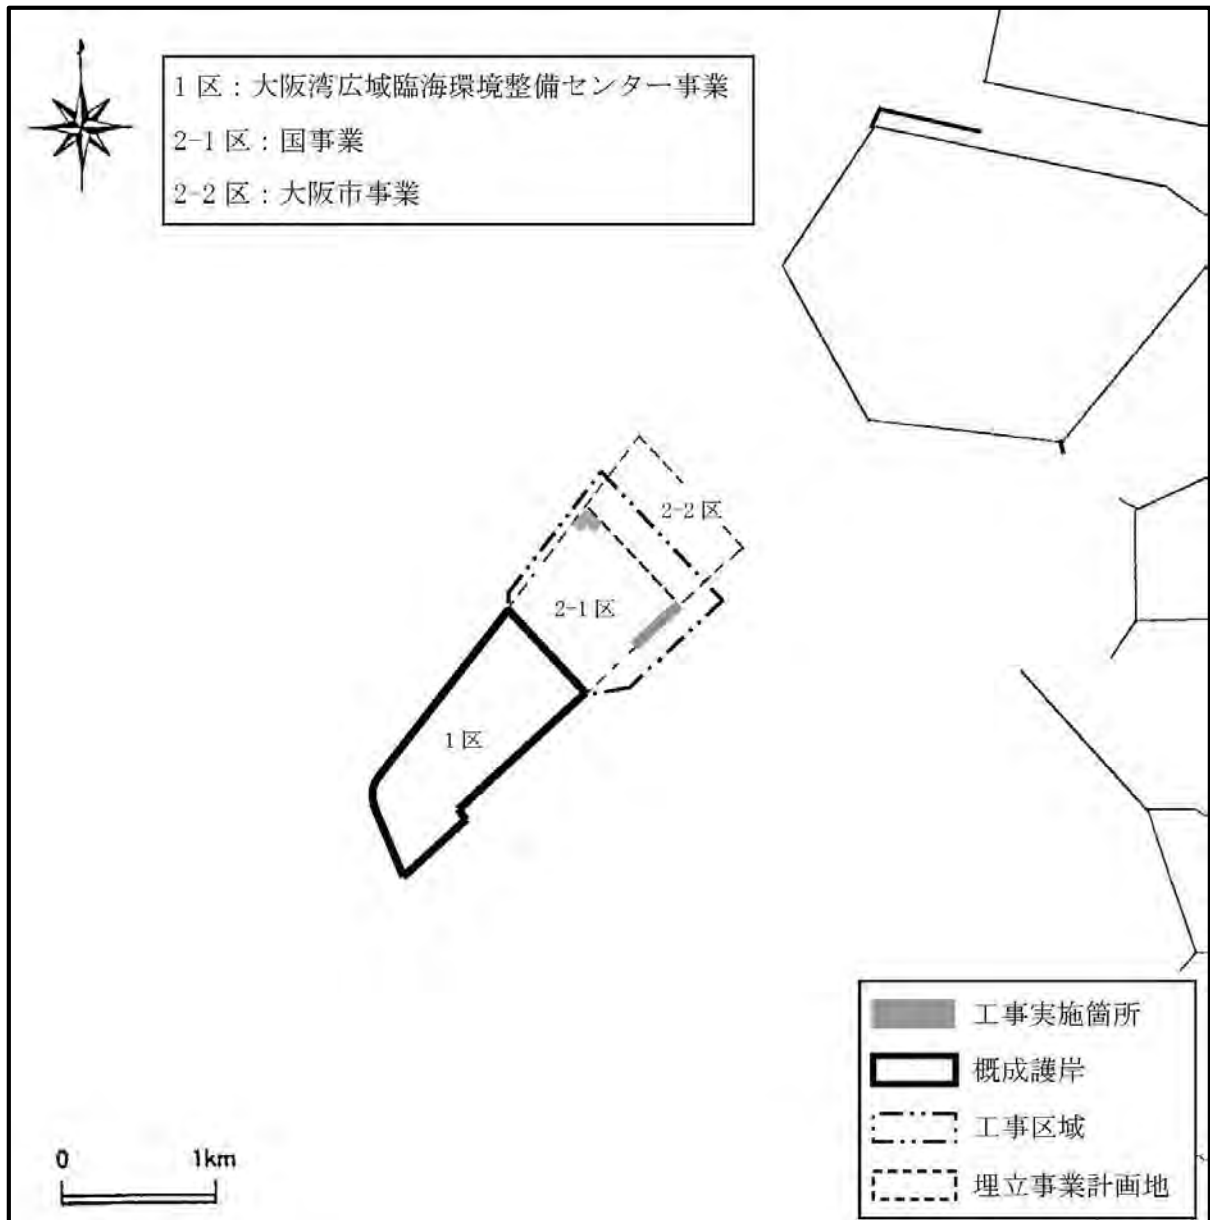 1区：大阪湾広域臨海環境整備センター事業
2-1区：国事業
2-2区：大阪市事業
2-2区
2-1区
1区
工事実施箇所
概成護岸
工事区域
埋立事業計画地
0 1km